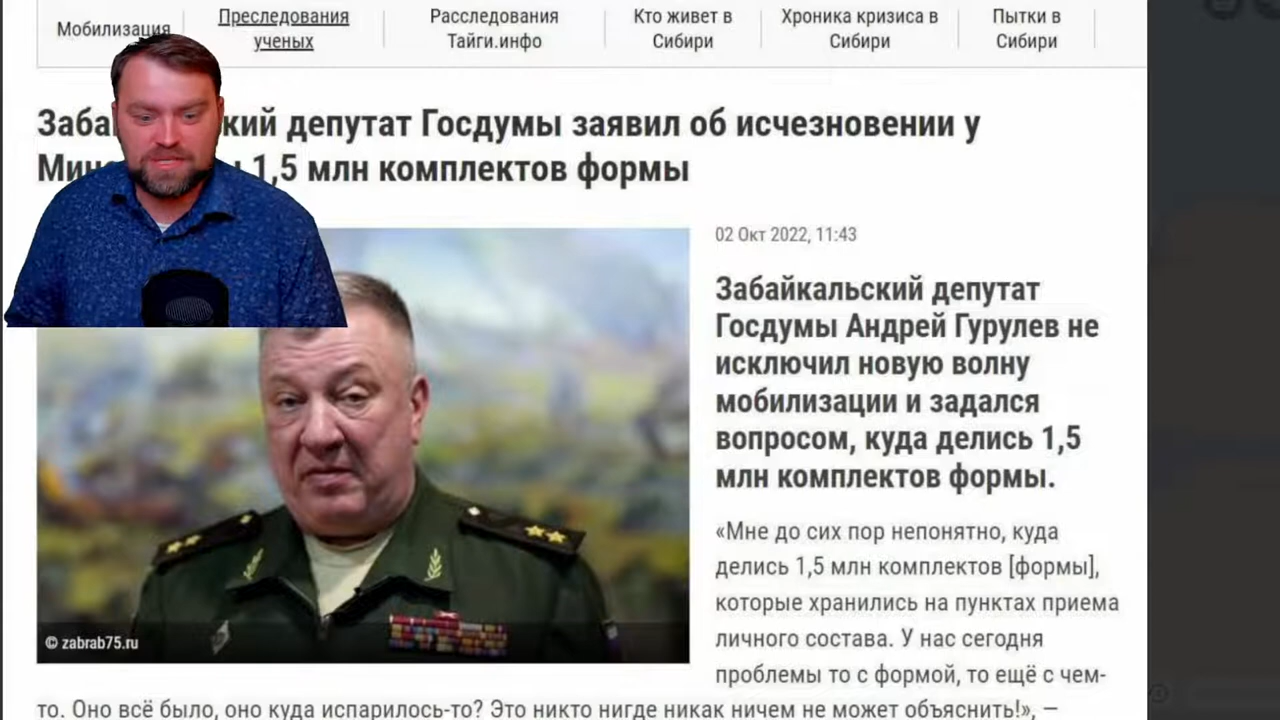 Мобилизация
Преследования
ученых
Расследования
Тайги.инфо
Кто живет в
Сибири
Хроника кризиса в
Сибири
Пытки в
Сибири
депутат Госдумы заявил об исчезновении у
1,5 млн комплектов формы
02 Окт 2022, 11:43
Забайкальский депутат
Госдумы Андрей Гурулев не
исключил новую волну
мобилизации и задался
вопросом, куда делись 1,5
млн комплектов формы.
«Мне до сих пор непонятно, куда
делись 1,5 млн комплектов [формы],
которые хранились на пунктах приема
личного состава. У нас сегодня
проблемы то с формой, то ещё с чем-
то. Оно всё было, оно куда испарилось-то? Это никто нигде никак ничем не может объяснить!», —
© zabrab75.ru